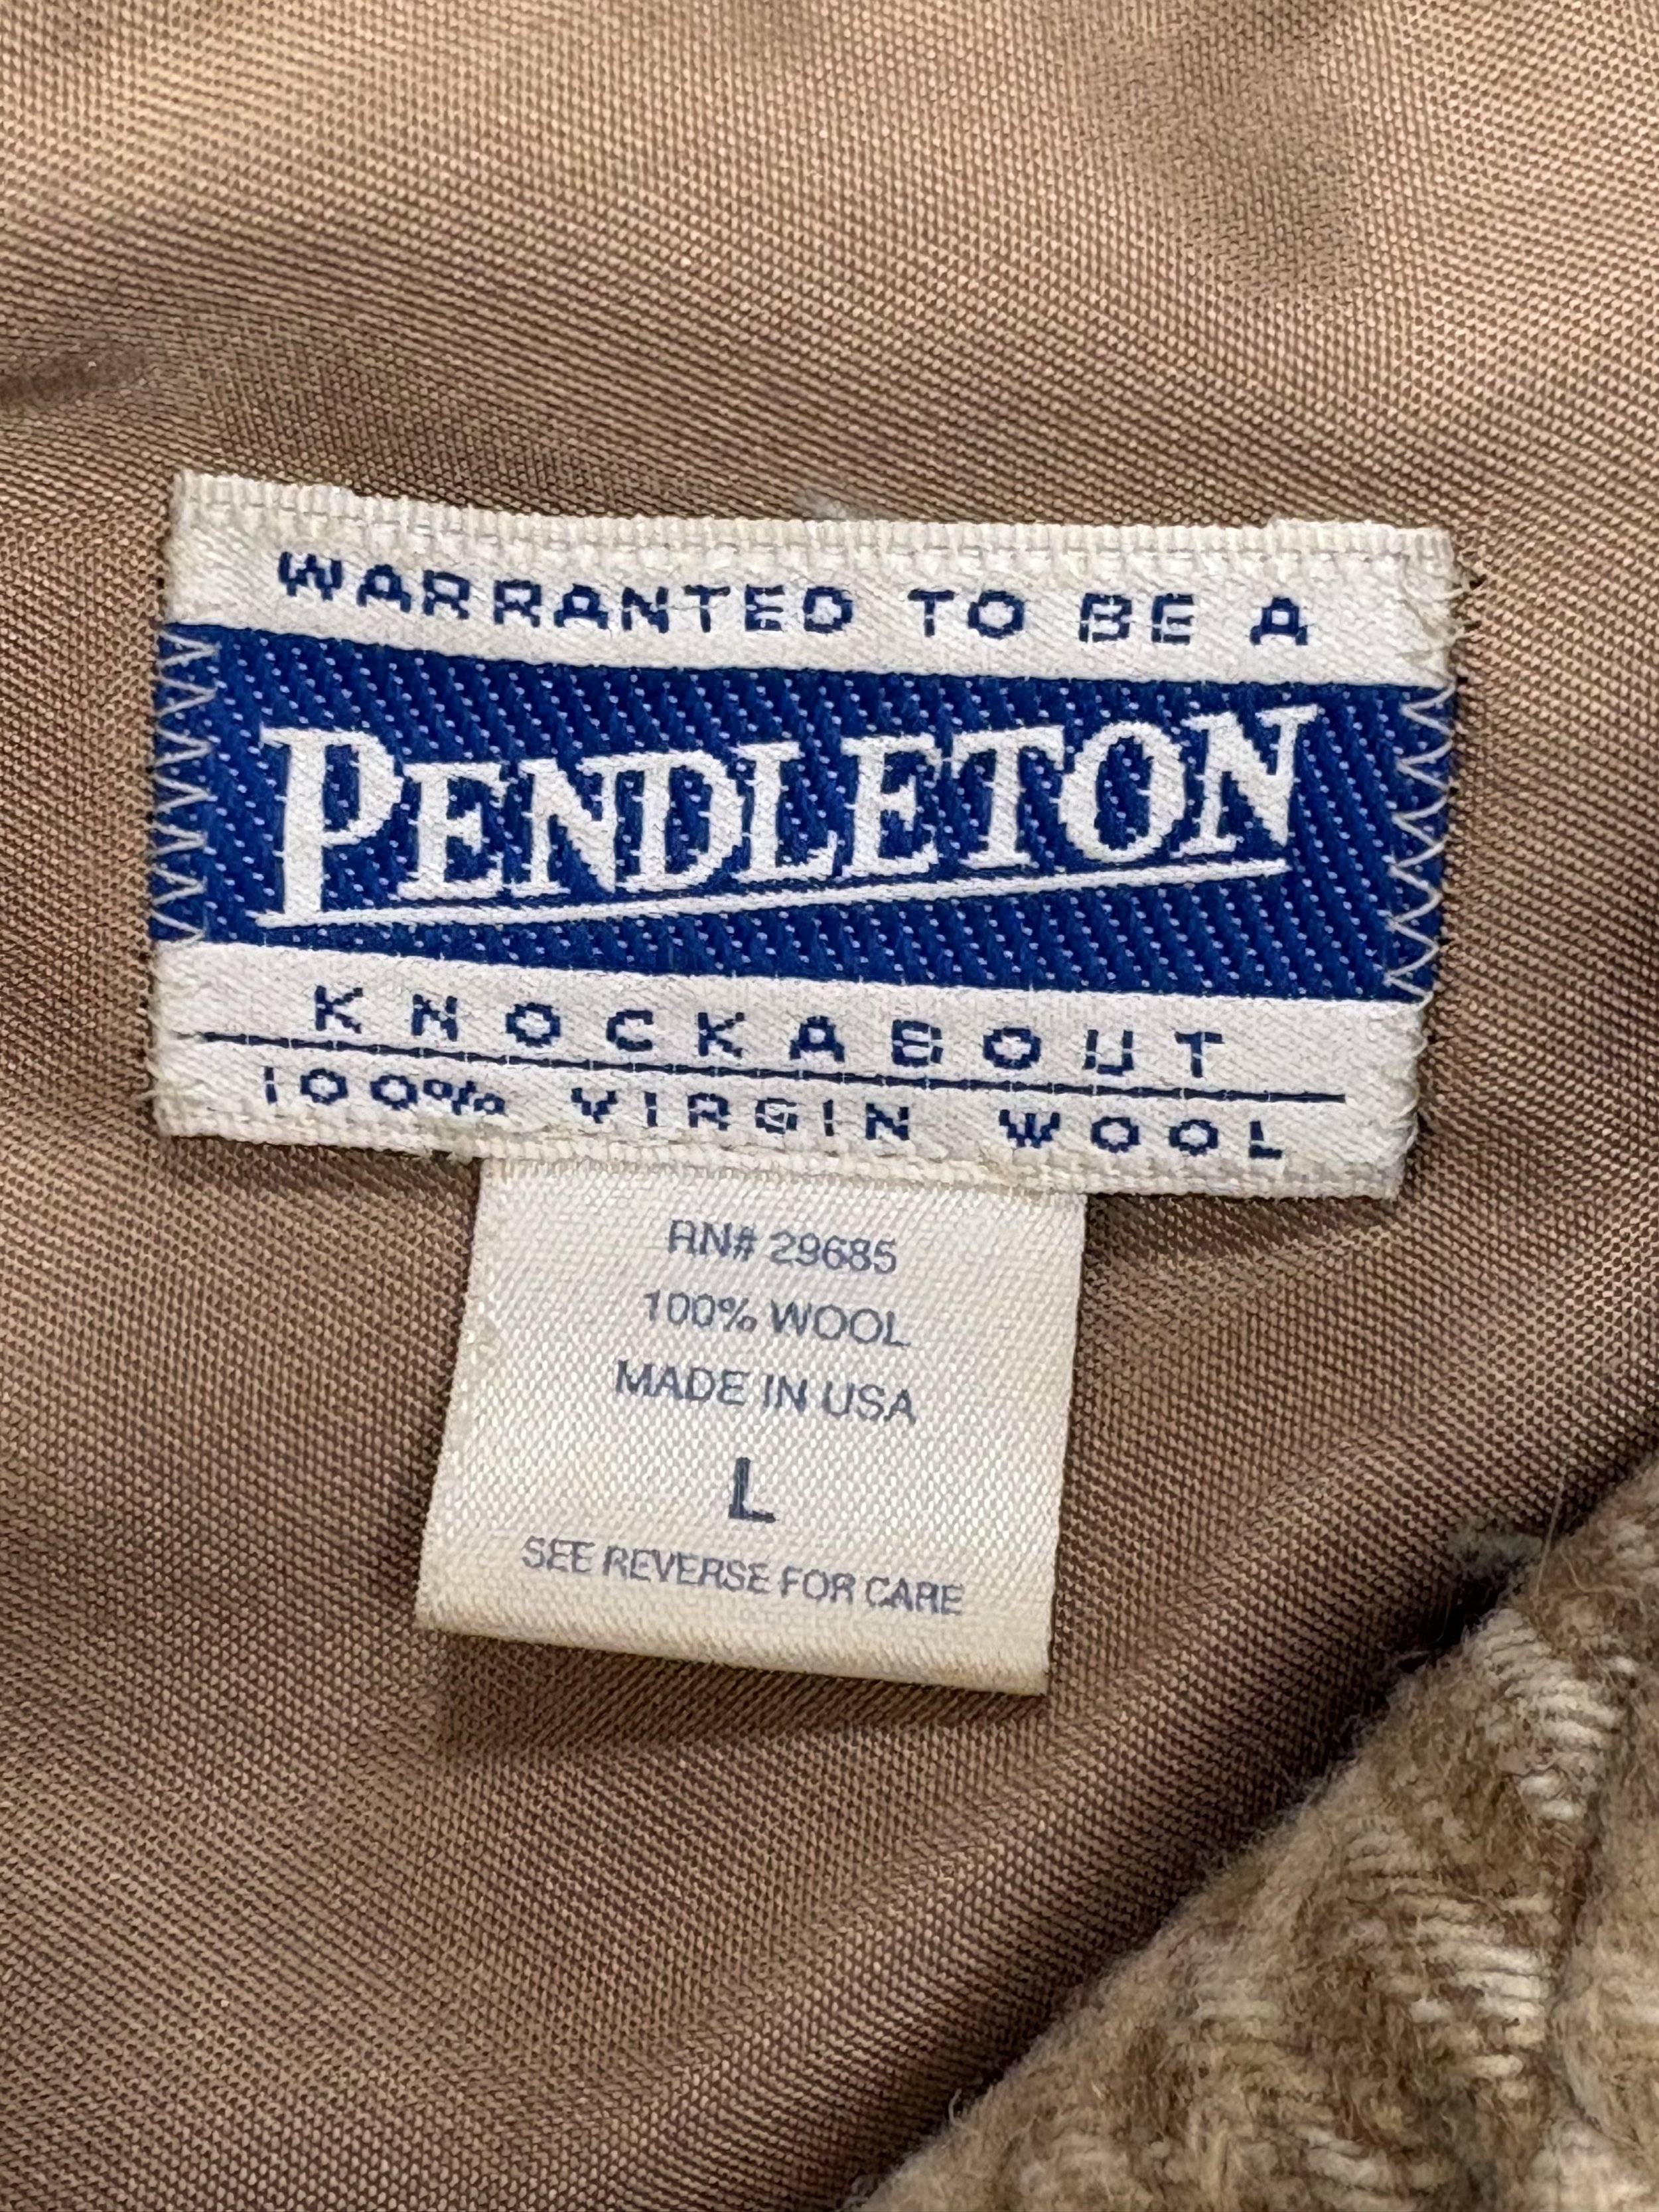 WARRANTED TO BE A
PENDLETON
KNOCKABOUT
100% VIRGIN WOOL
RN# 29685
100% WOOL
MADE IN USA
L
SEE REVERSE FOR CARE